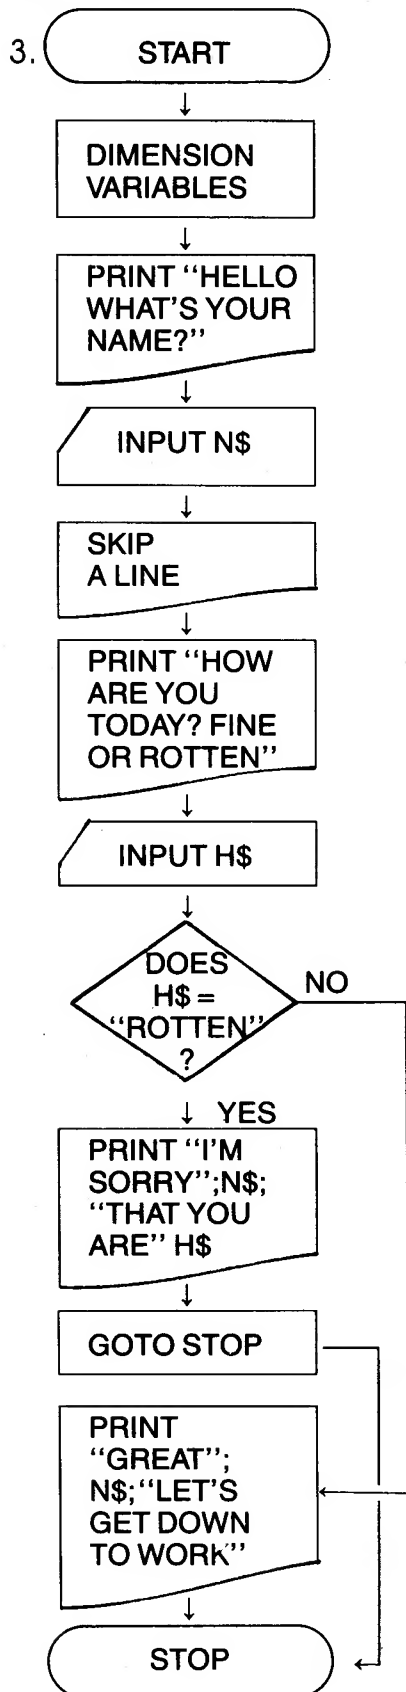 3.
START
DIMENSION
VARIABLES
PRINT “HELLO
WHAT’S YOUR
NAME?”
INPUT N$
SKIP
A LINE
PRINT “HOW
ARE YOU
TODAY? FINE
OR ROTTEN”
INPUT H$
DOES
H$ =
“ROTTEN”
?
NO
YES
PRINT “I’M
SORRY”;N$;
“THAT YOU
ARE” H$
GOTO STOP
PRINT
“GREAT”;
N$;“LET’S
GET DOWN
TO WORK”
STOP